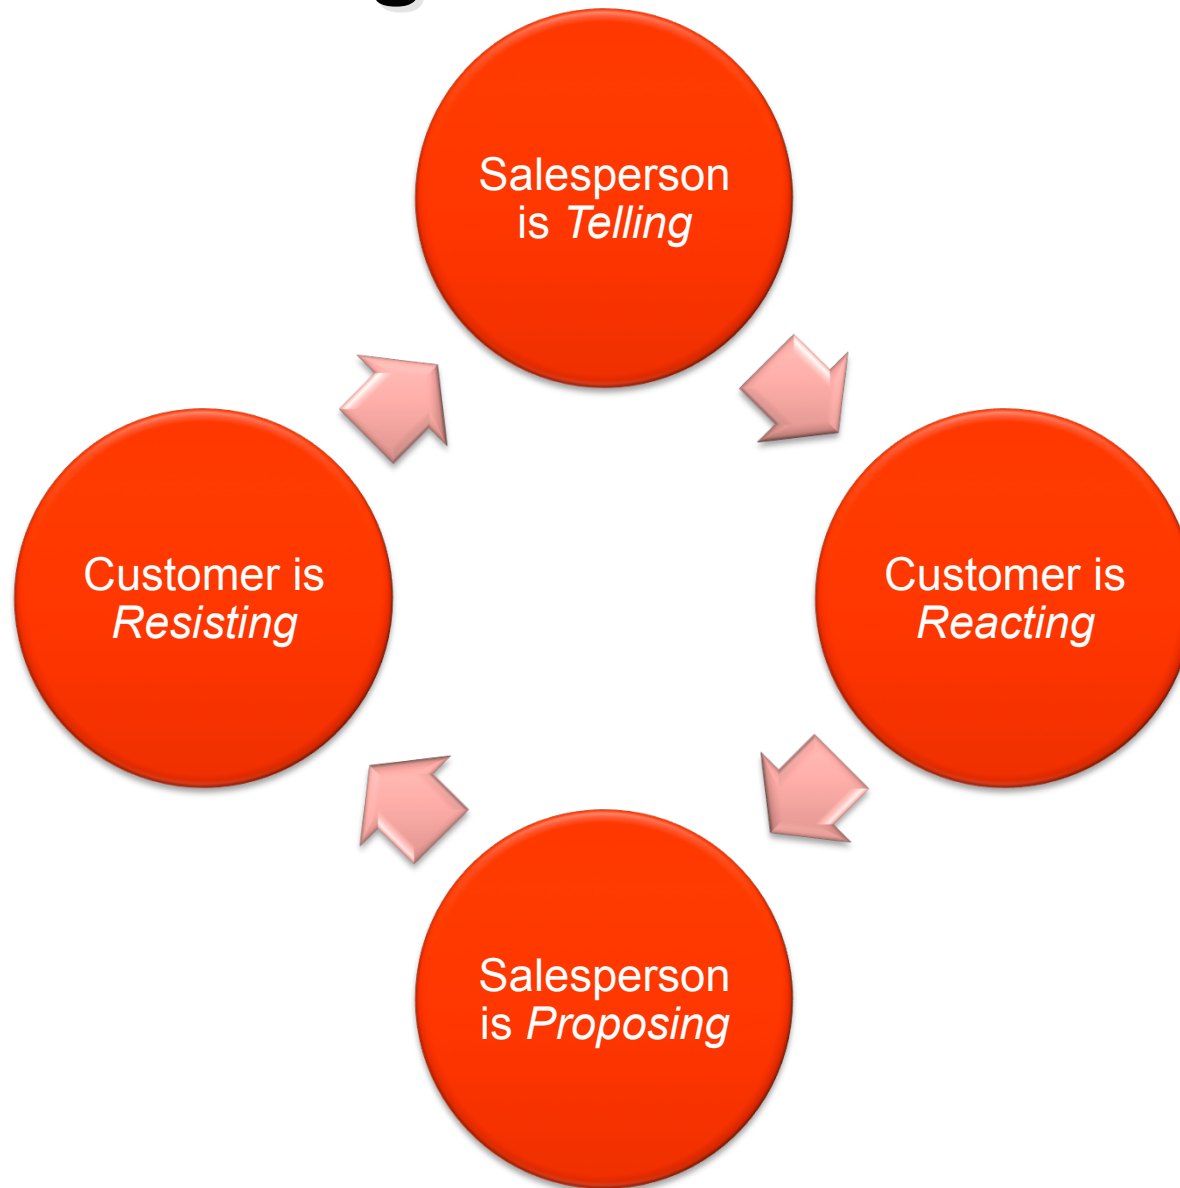 Salesperson
is Telling
Customer is
Resisting
Customer is
Reacting
Salesperson
is Proposing